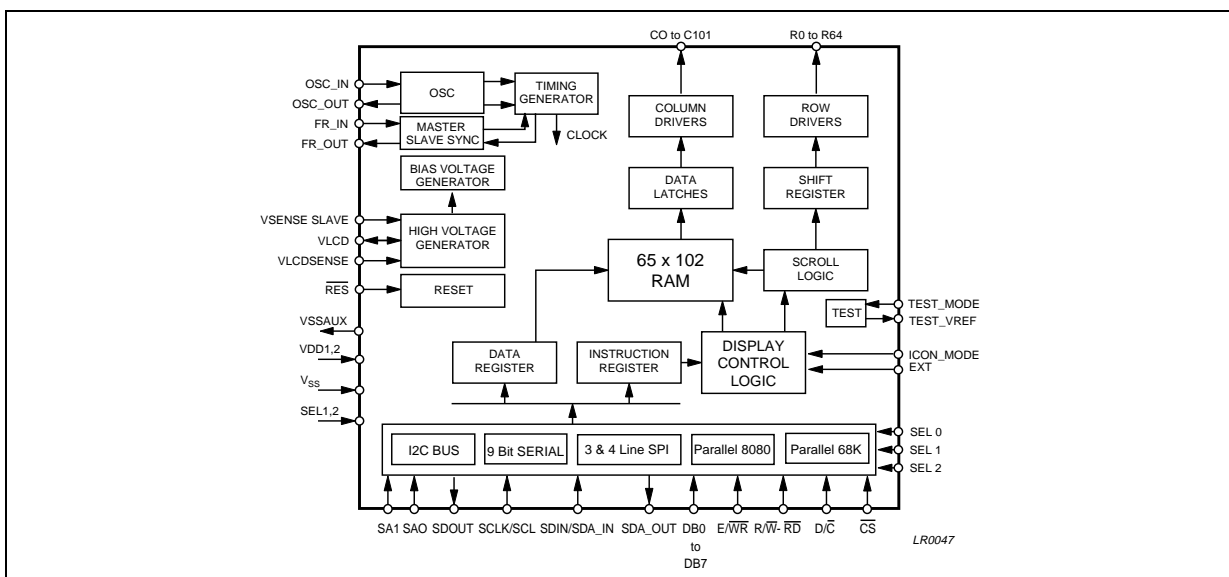 CO to C101 R0 to R64
OSC_IN
OSC_OUT
FR_IN
FR_OUT
OSC
TIMING
GENERATOR
MASTER
SLAVE SYNC
CLOCK
COLUMN
DRIVERS
ROW
DRIVERS
BIAS VOLTAGE
GENERATOR
DATA
LATCHES
SHIFT
REGISTER
VSENSE SLAVE
VLCD
VLCDSENSE
HIGH VOLTAGE
GENERATOR
65 x 102
RAM
SCROLL
LOGIC
R̅E̅S̅
RESET
TEST
TEST_MODE
TEST_VREF
VSSAUX
VDD1,2
VSS
SEL1,2
DATA
REGISTER
INSTRUCTION
REGISTER
DISPLAY
CONTROL
LOGIC
ICON_MODE
EXT
I2C BUS
9 Bit SERIAL
3 & 4 Line SPI
Parallel 8080
Parallel 68K
SEL 0
SEL 1
SEL 2
SA1 SAO SDOUT SCLK/SCL SDIN/SDA_IN SDA_OUT DB0 E/W̅R̅ R/W̅- R̅D̅ D/C̅ C̅S̅
to
DB7
LR0047